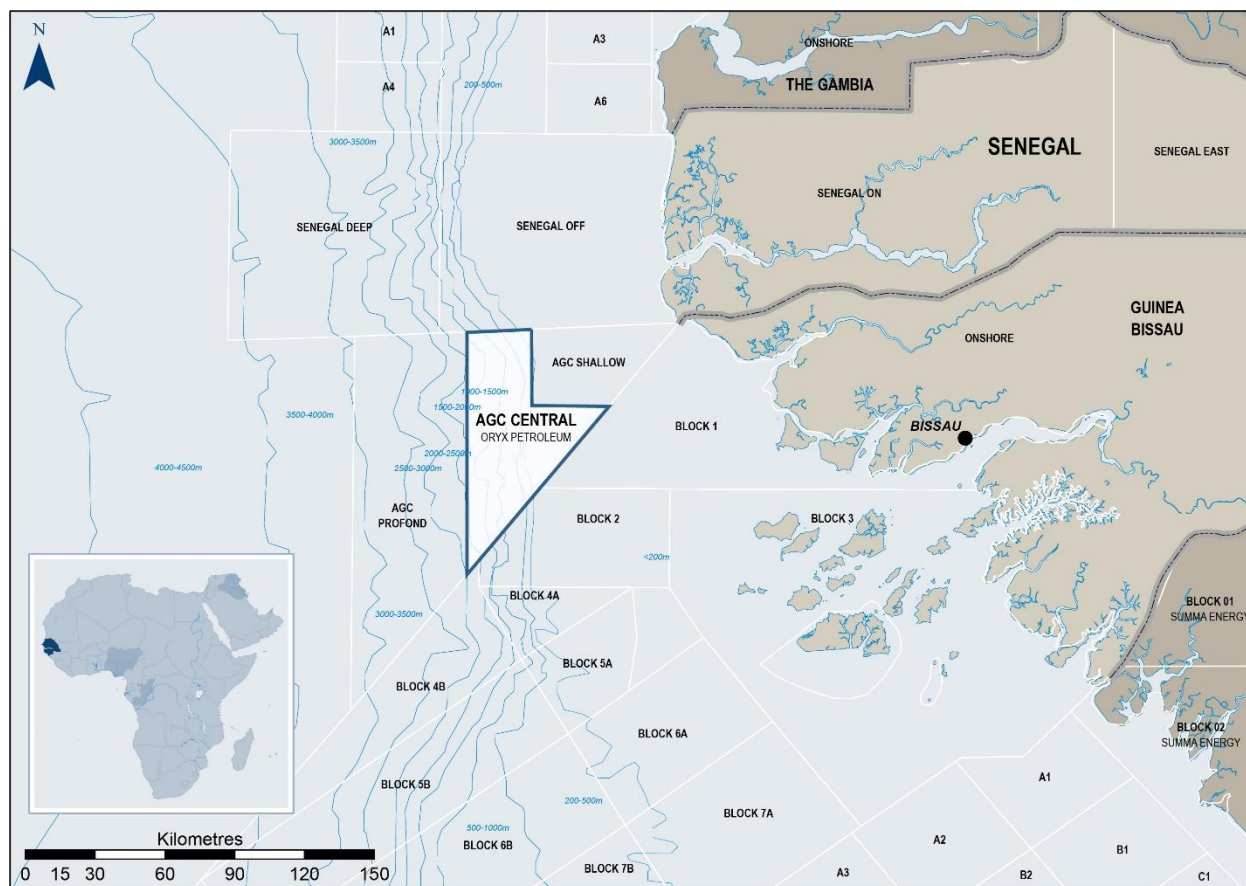 N
A1
A3
ONSHORE
THE GAMBIA
200-500m
A4
A6
3000-3500m
SENEGAL
SENEGAL EAST
SENEGAL ON
SENEGAL DEEP
SENEGAL OFF
GUINEA
BISSAU
ONSHORE
AGC SHALLOW
1000-1500m
1500-2000m
3500-4000m
AGC CENTRAL
ORYX PETROLEUM
BLOCK 1
BISSAU
2000-2500m
2500-3000m
4000-4500m
AGC
PROFOND
BLOCK 2
BLOCK 3
<200m
BLOCK 4A
3000-3500m
BLOCK 01
SUMMA ENERGY
BLOCK 5A
BLOCK 4B
BLOCK 6A
BLOCK 02
SUMMA ENERGY
BLOCK 5B
A1
200-500m
BLOCK 7A
500-1000m
BLOCK 6B
A2
B1
BLOCK 7B
A3
B2
C1
Kilometres
0 15 30 60 90 120 150